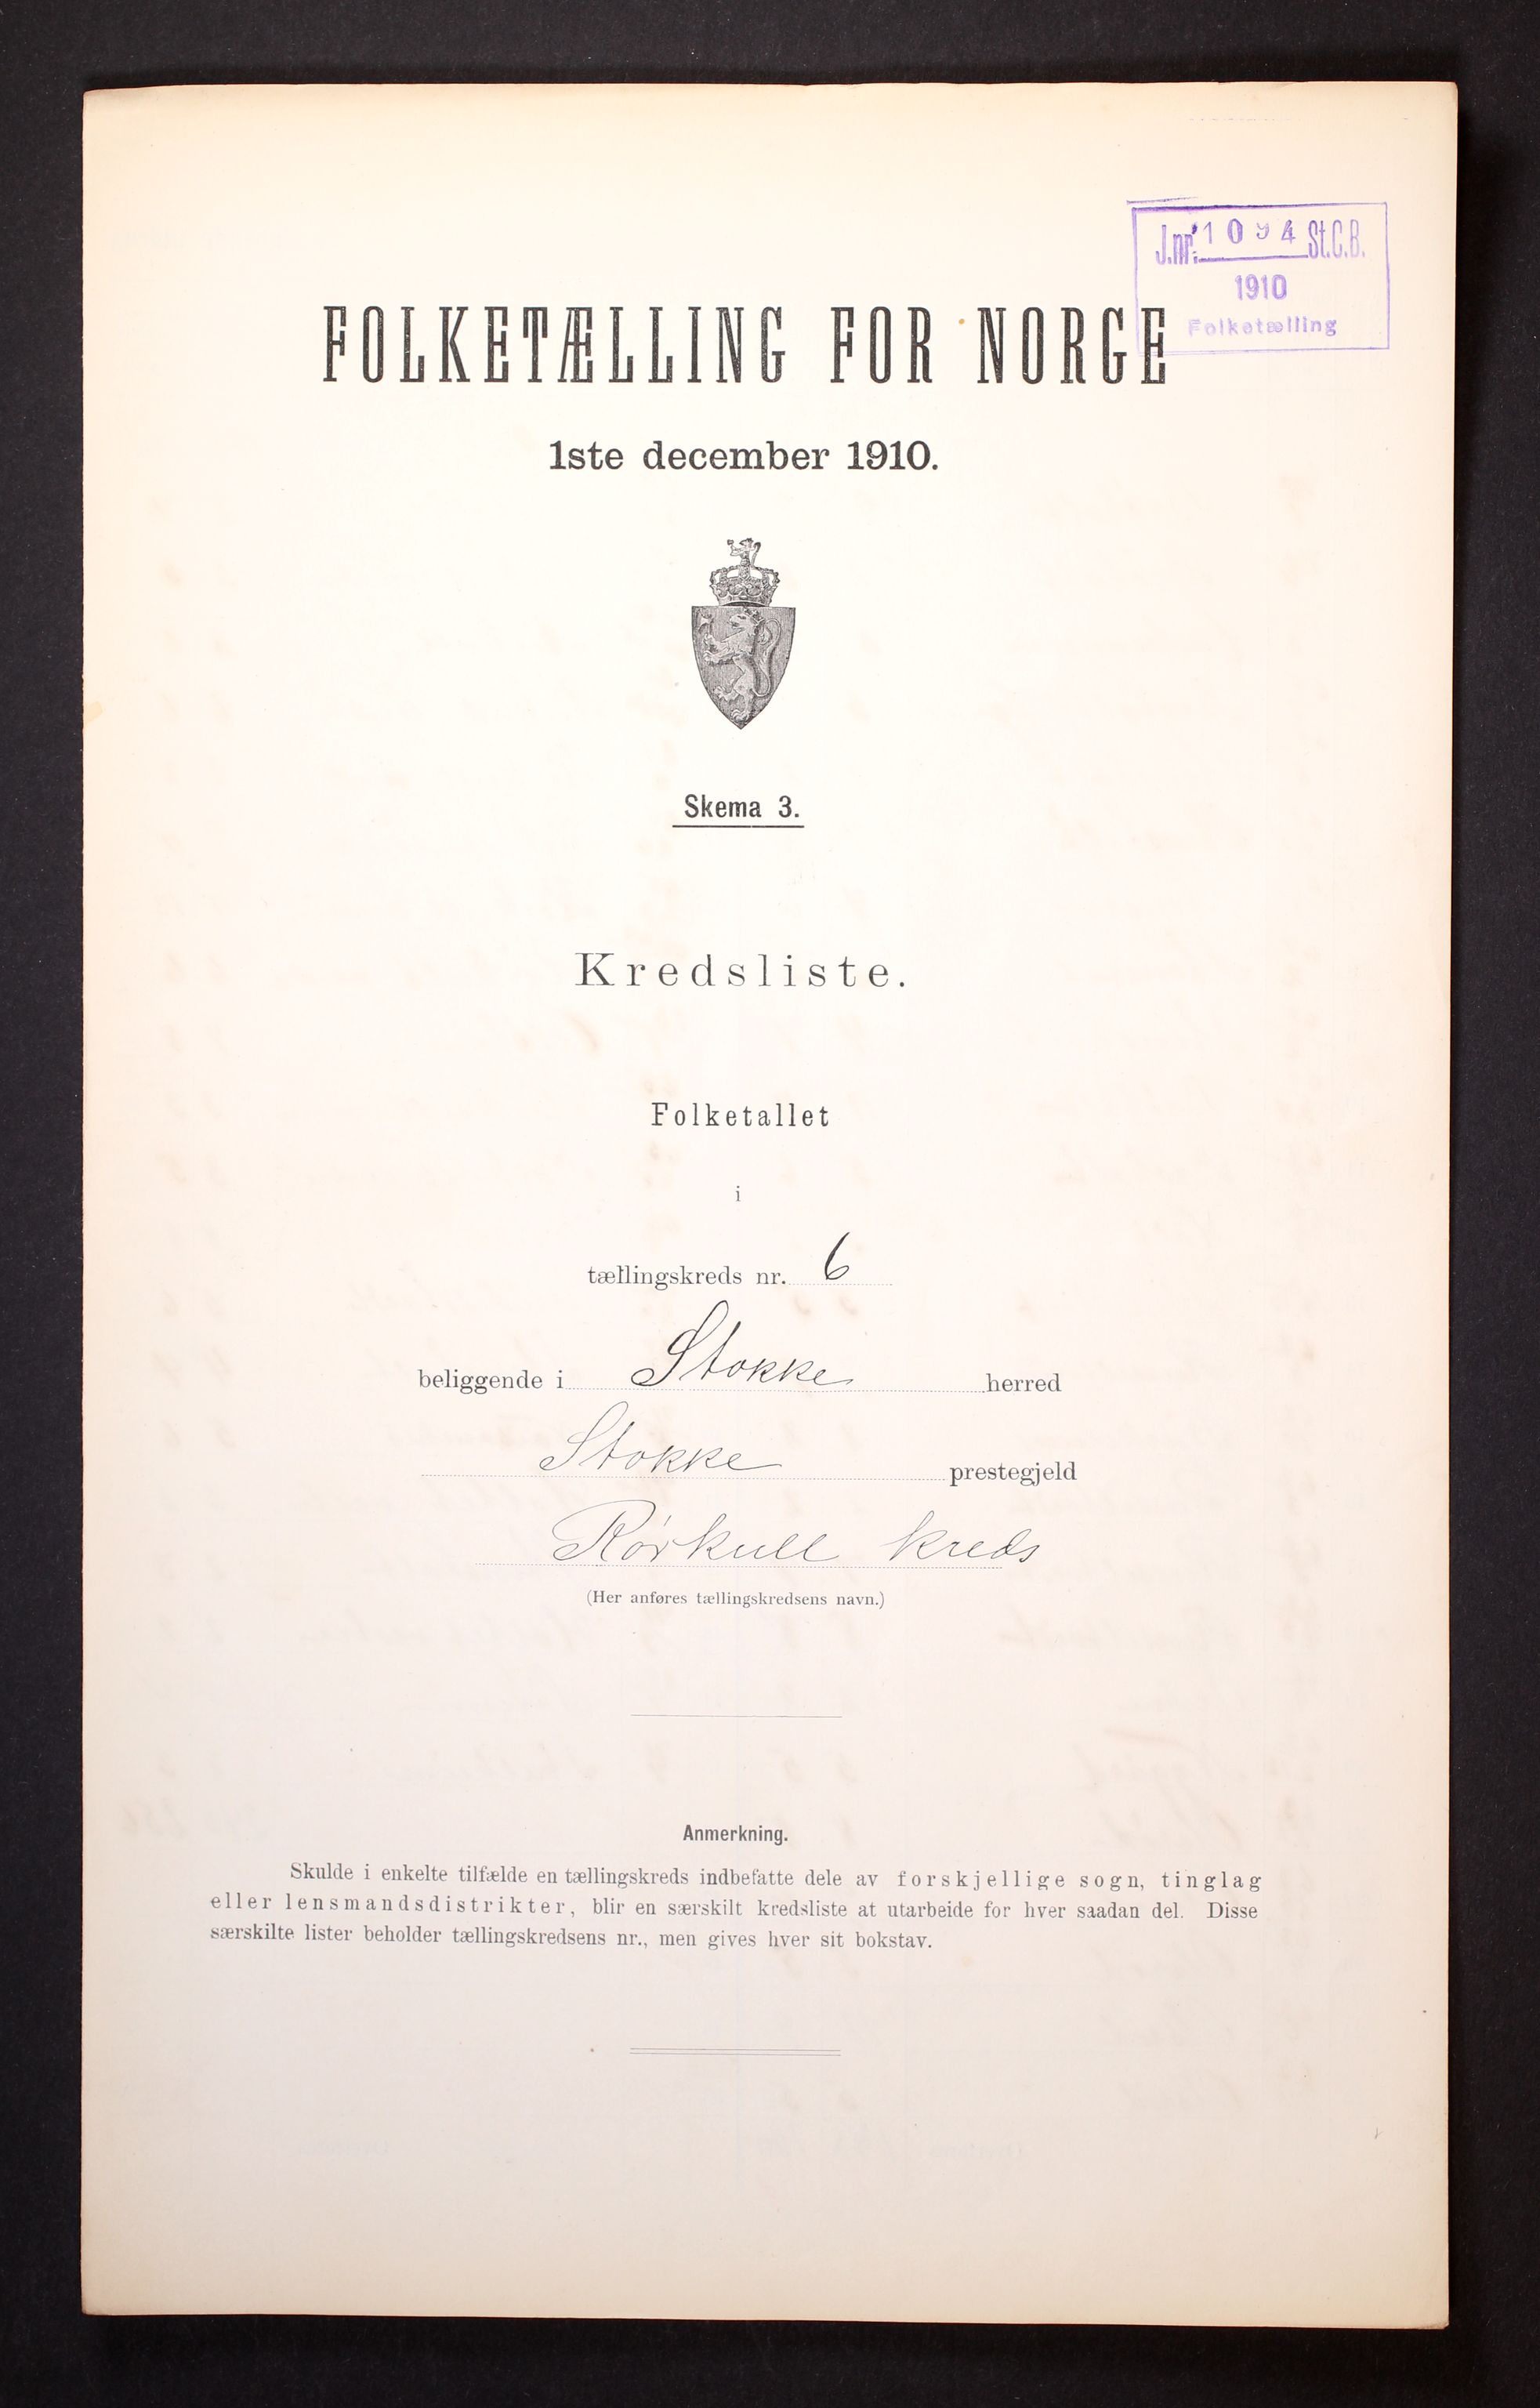 J.nr. 1094 St.C.B.
1910
Folketælling
FOLKETÆLLING FOR NORGE
1ste december 1910.
Skema 3.
Kredsliste.
Folketallet
i
tællingskreds nr. 6
beliggende i Stokke herred
Stokke prestegjeld
Rørkull kreds
(Her anføres tællingskredsens navn.)
Anmerkning.
Skulde i enkelte tilfælde en tællingskreds indbefatte dele av forskjellige sogn, tinglag
eller lensmandsdistrikter, blir en særskilt kredsliste at utarbeide for hver saadan del. Disse
særskilte lister beholder tællingskredsens nr., men gives hver sit bokstav.